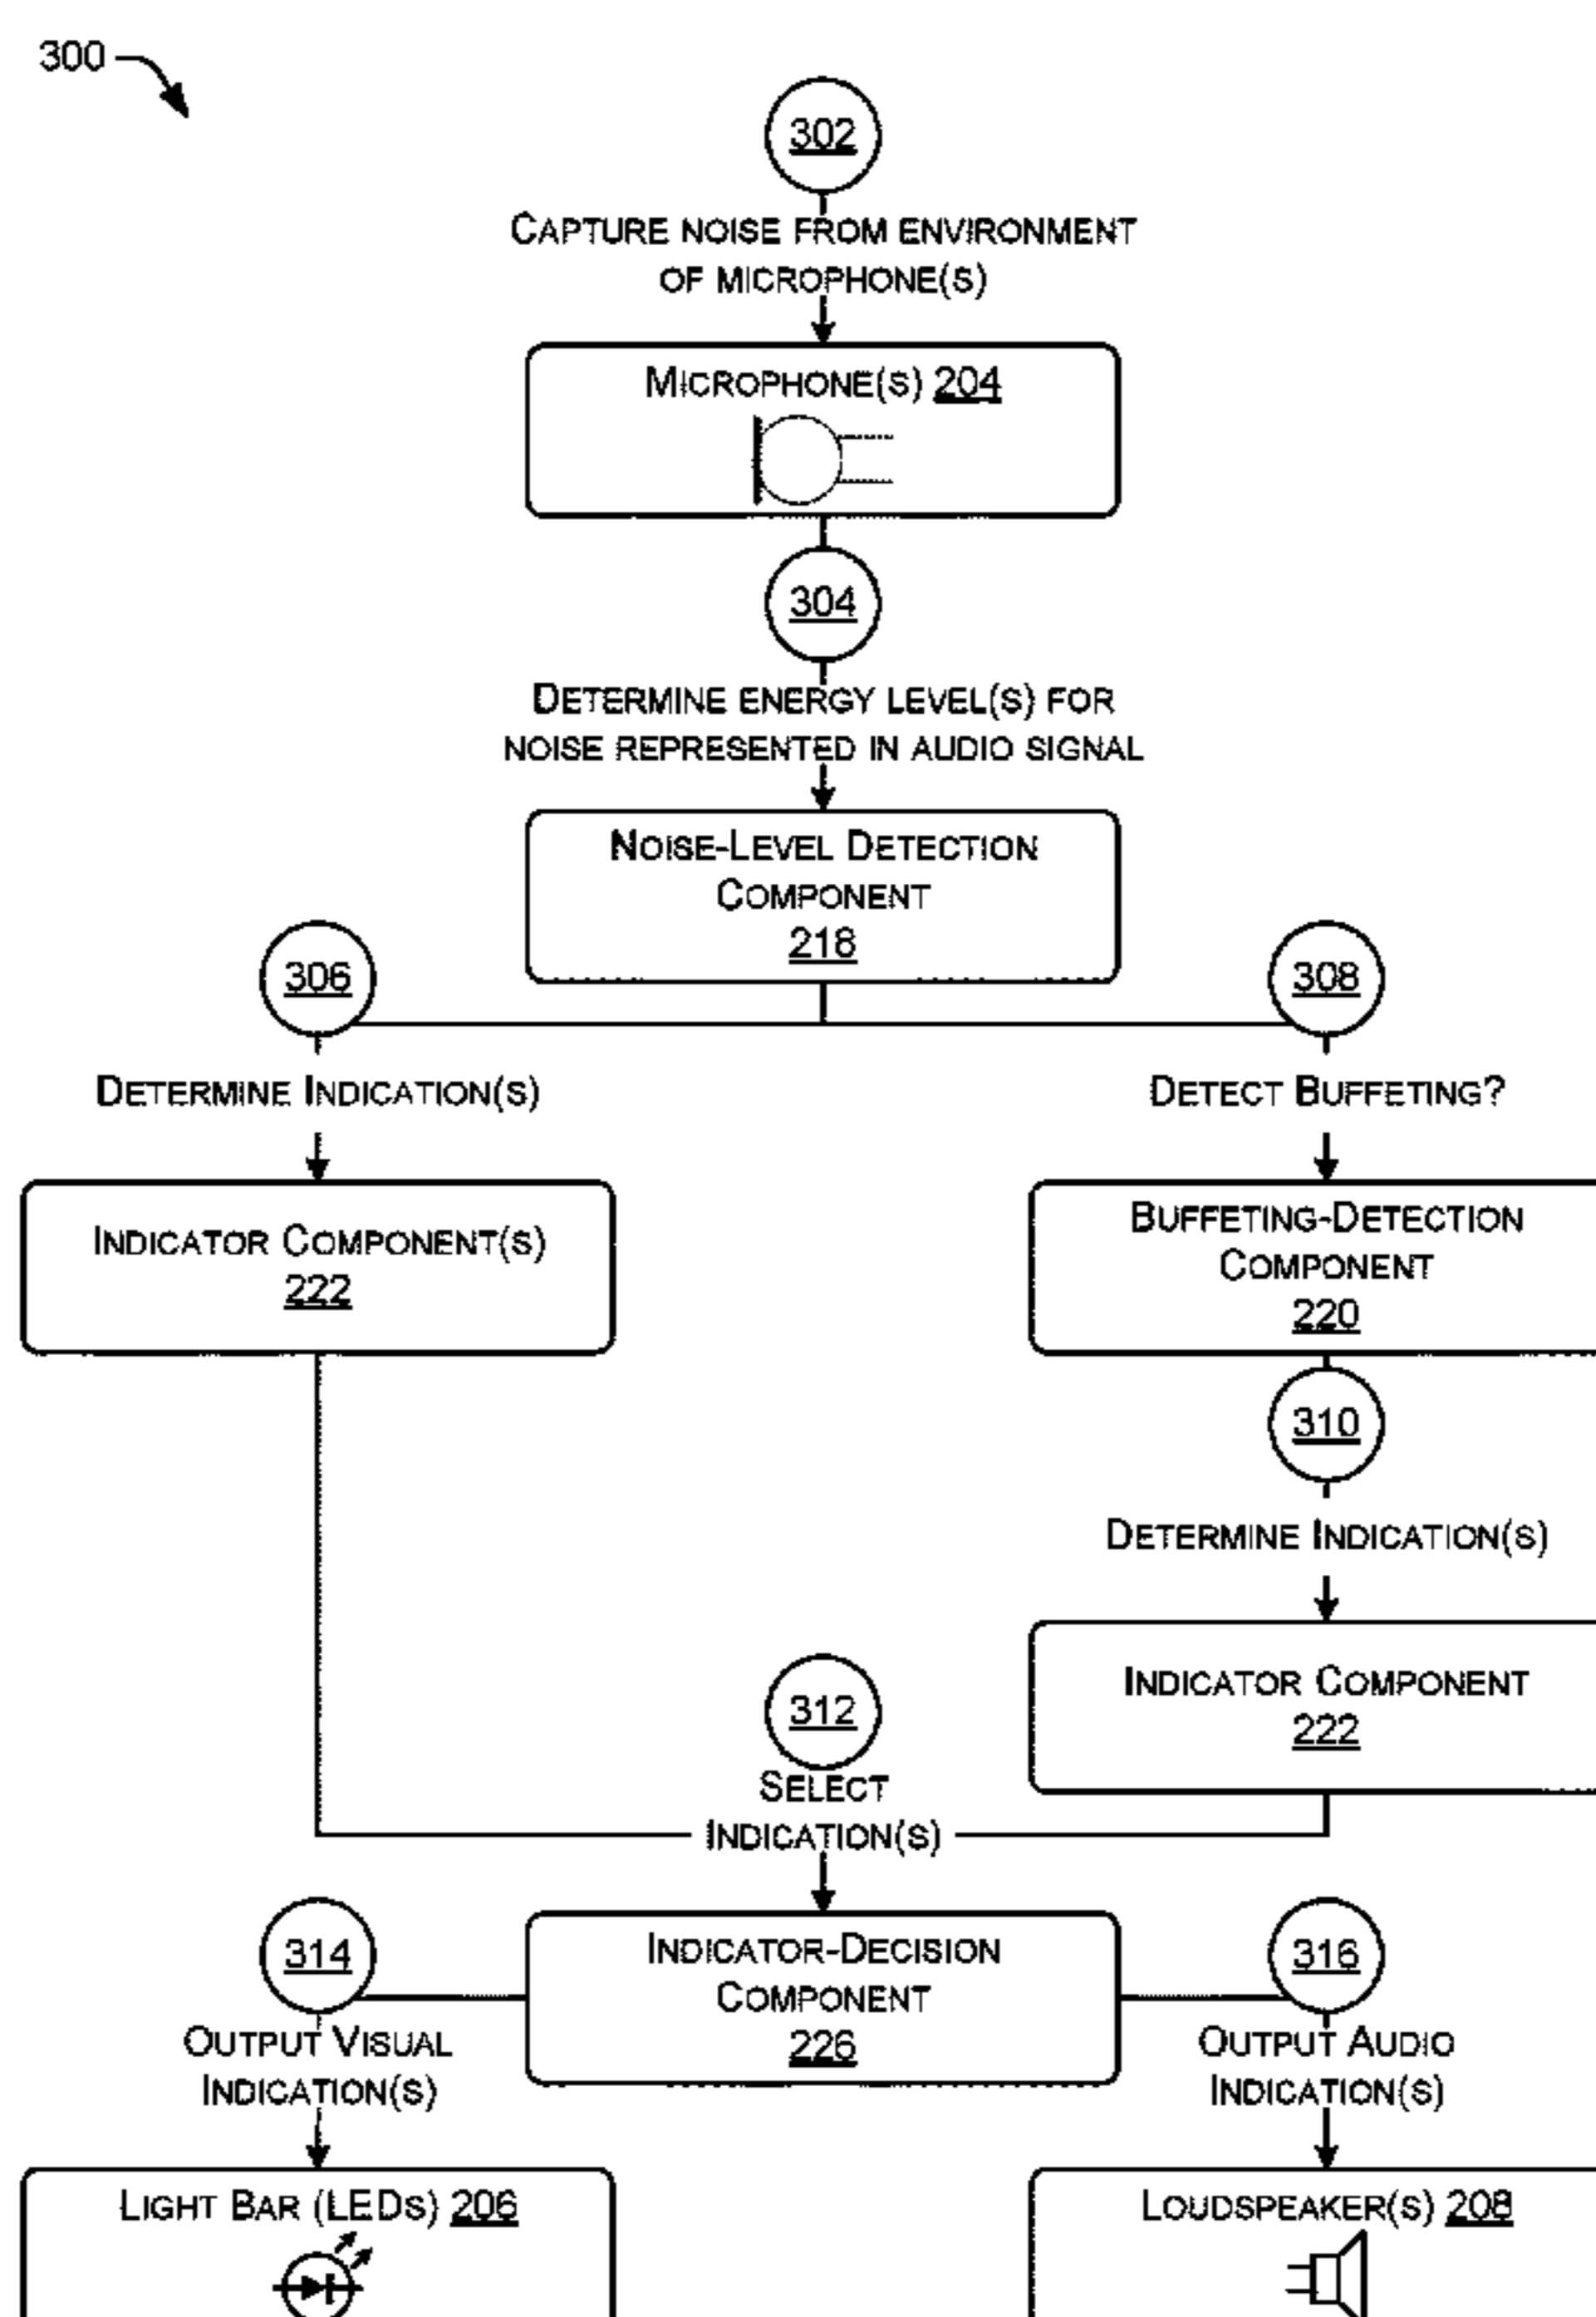 300
302
CAPTURE NOISE FROM ENVIRONMENT
OF MICROPHONE(S)
MICROPHONE(S) 204
304
DETERMINE ENERGY LEVEL(S) FOR
NOISE REPRESENTED IN AUDIO SIGNAL
NOISE-LEVEL DETECTION
COMPONENT
218
306
308
DETERMINE INDICATION(S)
DETECT BUFFETING?
INDICATOR COMPONENT(S)
222
BUFFETING-DETECTION
COMPONENT
220
310
DETERMINE INDICATION(S)
INDICATOR COMPONENT
222
312
SELECT
INDICATION(S)
INDICATOR-DECISION
COMPONENT
226
314
OUTPUT VISUAL
INDICATION(S)
316
OUTPUT AUDIO
INDICATION(S)
LIGHT BAR (LEDS) 206
LOUDSPEAKER(S) 208